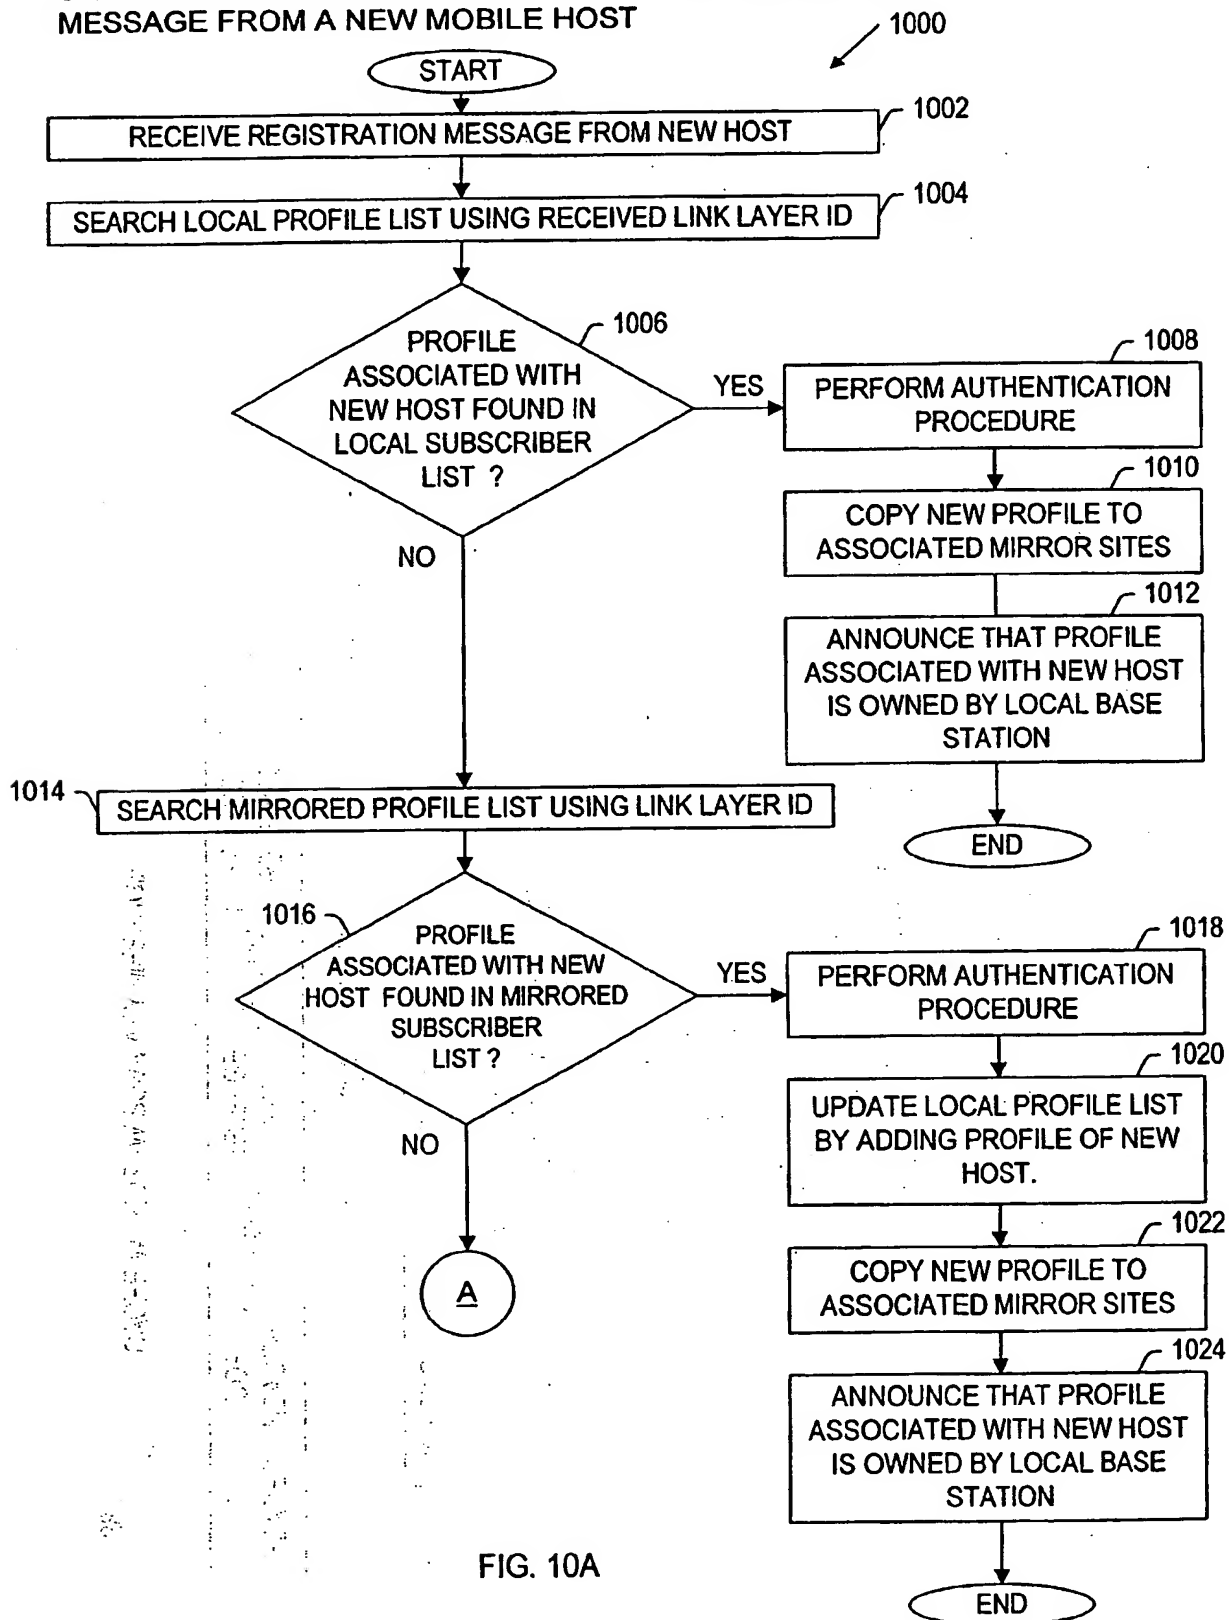 MESSAGE FROM A NEW MOBILE HOST
1000
START
1002
RECEIVE REGISTRATION MESSAGE FROM NEW HOST
1004
SEARCH LOCAL PROFILE LIST USING RECEIVED LINK LAYER ID
1006
PROFILE
ASSOCIATED WITH
NEW HOST FOUND IN
LOCAL SUBSCRIBER
LIST ?
YES
1008
PERFORM AUTHENTICATION
PROCEDURE
1010
COPY NEW PROFILE TO
ASSOCIATED MIRROR SITES
1012
ANNOUNCE THAT PROFILE
ASSOCIATED WITH NEW HOST
IS OWNED BY LOCAL BASE
STATION
END
NO
1014
SEARCH MIRRORED PROFILE LIST USING LINK LAYER ID
1016
PROFILE
ASSOCIATED WITH NEW
HOST FOUND IN MIRRORED
SUBSCRIBER
LIST ?
YES
1018
PERFORM AUTHENTICATION
PROCEDURE
1020
UPDATE LOCAL PROFILE LIST
BY ADDING PROFILE OF NEW
HOST.
1022
COPY NEW PROFILE TO
ASSOCIATED MIRROR SITES
1024
ANNOUNCE THAT PROFILE
ASSOCIATED WITH NEW HOST
IS OWNED BY LOCAL BASE
STATION
END
NO
A
FIG. 10A